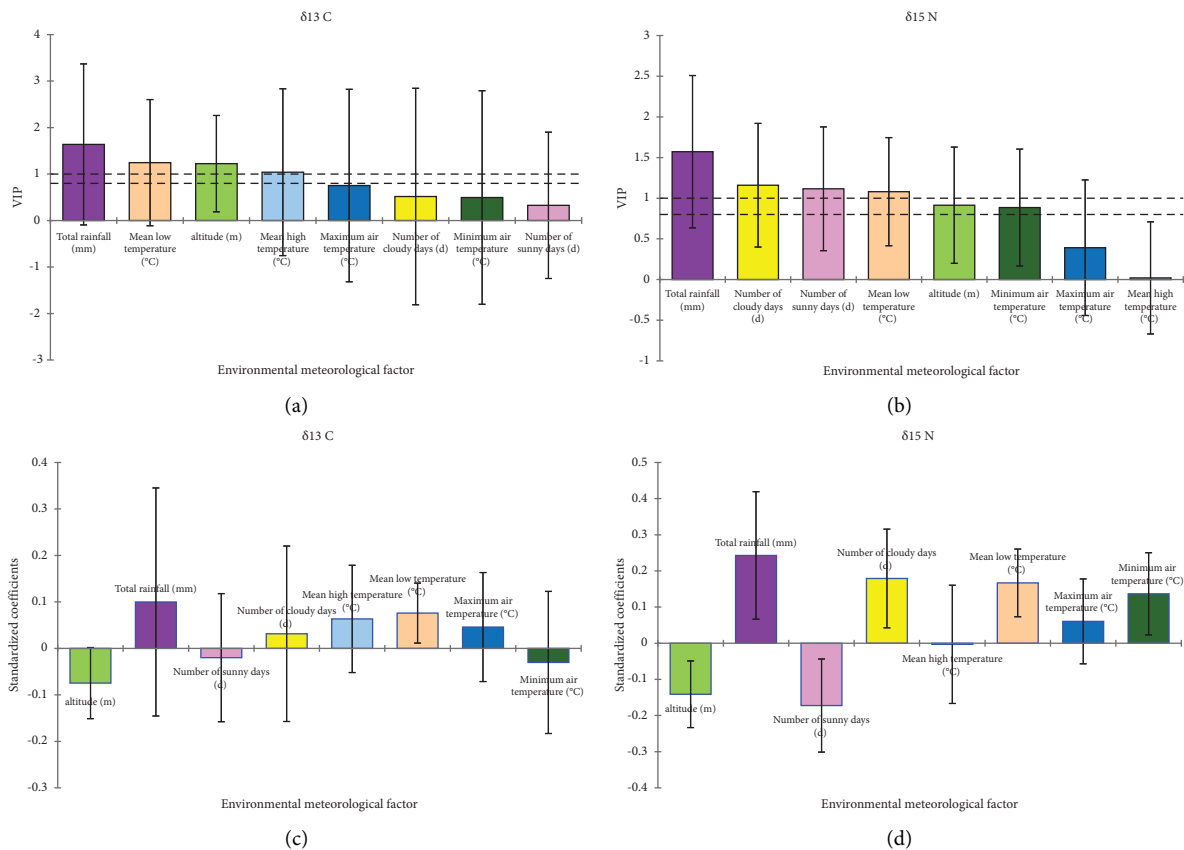 δ13 C
4
3
2
1
0
-1
-2
-3
VIP
Total rainfall
(mm)
Mean low
temperature
(°C)
altitude (m)
Mean high
temperature
(°C)
Maximum air
temperature (°C)
Number of
cloudy days (d)
Minimum air
temperature (°C)
Number of
sunny days (d)
Environmental meteorological factor
(a)
δ15 N
3
2.5
2
1.5
1
0.5
0
-0.5
-1
VIP
Total rainfall
(mm)
Number of
cloudy days
(d)
Number of
sunny days (d)
Mean low
temperature
(°C)
altitude (m)
Minimum air
temperature
(°C)
Maximum air
temperature
(°C)
Mean high
temperature
(°C)
Environmental meteorological factor
(b)
δ13 C
0.4
0.3
0.2
0.1
0
-0.1
-0.2
-0.3
Standardized coefficients
altitude (m)
Total rainfall (mm)
Number of sunny days
(d)
Number of cloudy days
(d)
Mean high temperature
(°C)
Mean low temperature
(°C)
Maximum air
temperature (°C)
Minimum air
temperature (°C)
Environmental meteorological factor
(c)
δ15 N
0.5
0.4
0.3
0.2
0.1
0
-0.1
-0.2
-0.3
-0.4
Standardized coefficients
altitude (m)
Total rainfall (mm)
Number of sunny days
(d)
Number of cloudy days
(d)
Mean high temperature
(°C)
Mean low temperature
(°C)
Maximum air
temperature (°C)
Minimum air
temperature (°C)
Environmental meteorological factor
(d)